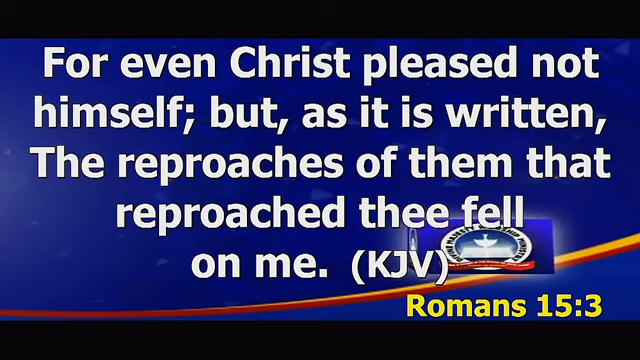 For even Christ pleased not
himself; but, as it is written,
The reproaches of them that
reproached thee fell
on me. (KJV)
Romans 15:3